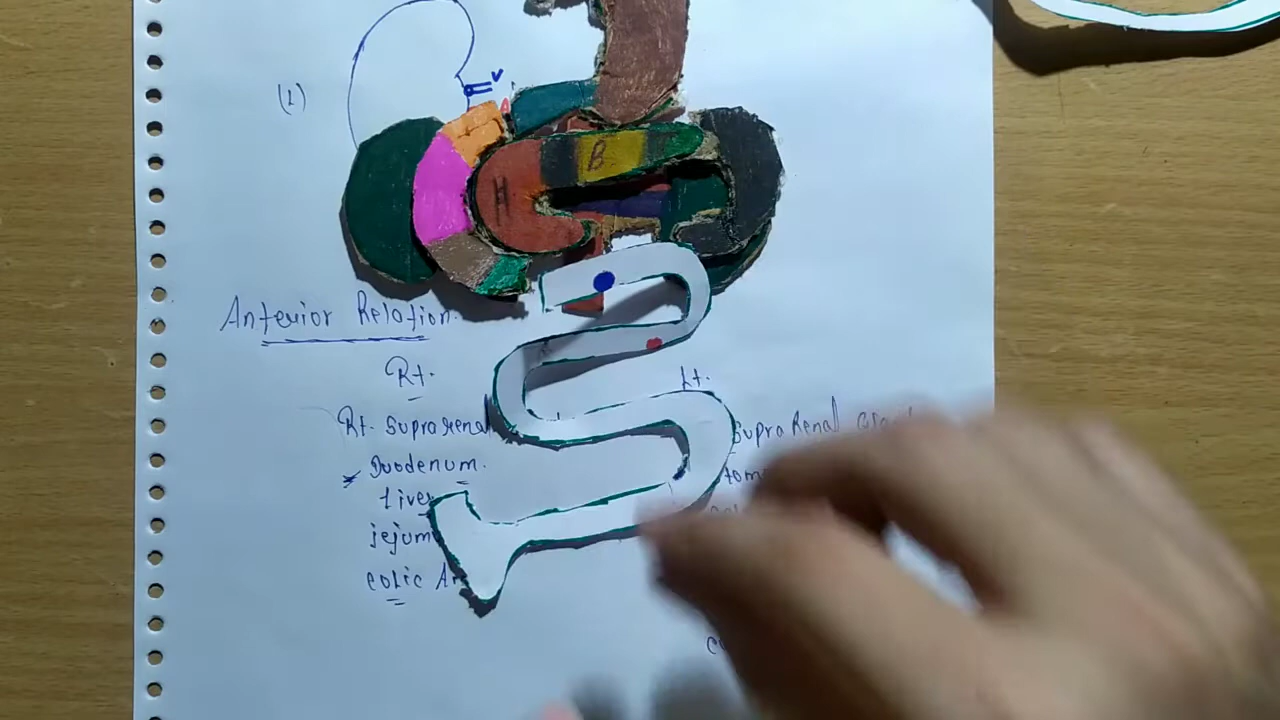 (1)
V
A
B
H
Anterior Relation.
Rt.
Lt.
Rt. Suprarenal
Supra Renal
* Duodenum.
Liver
jejum
colic